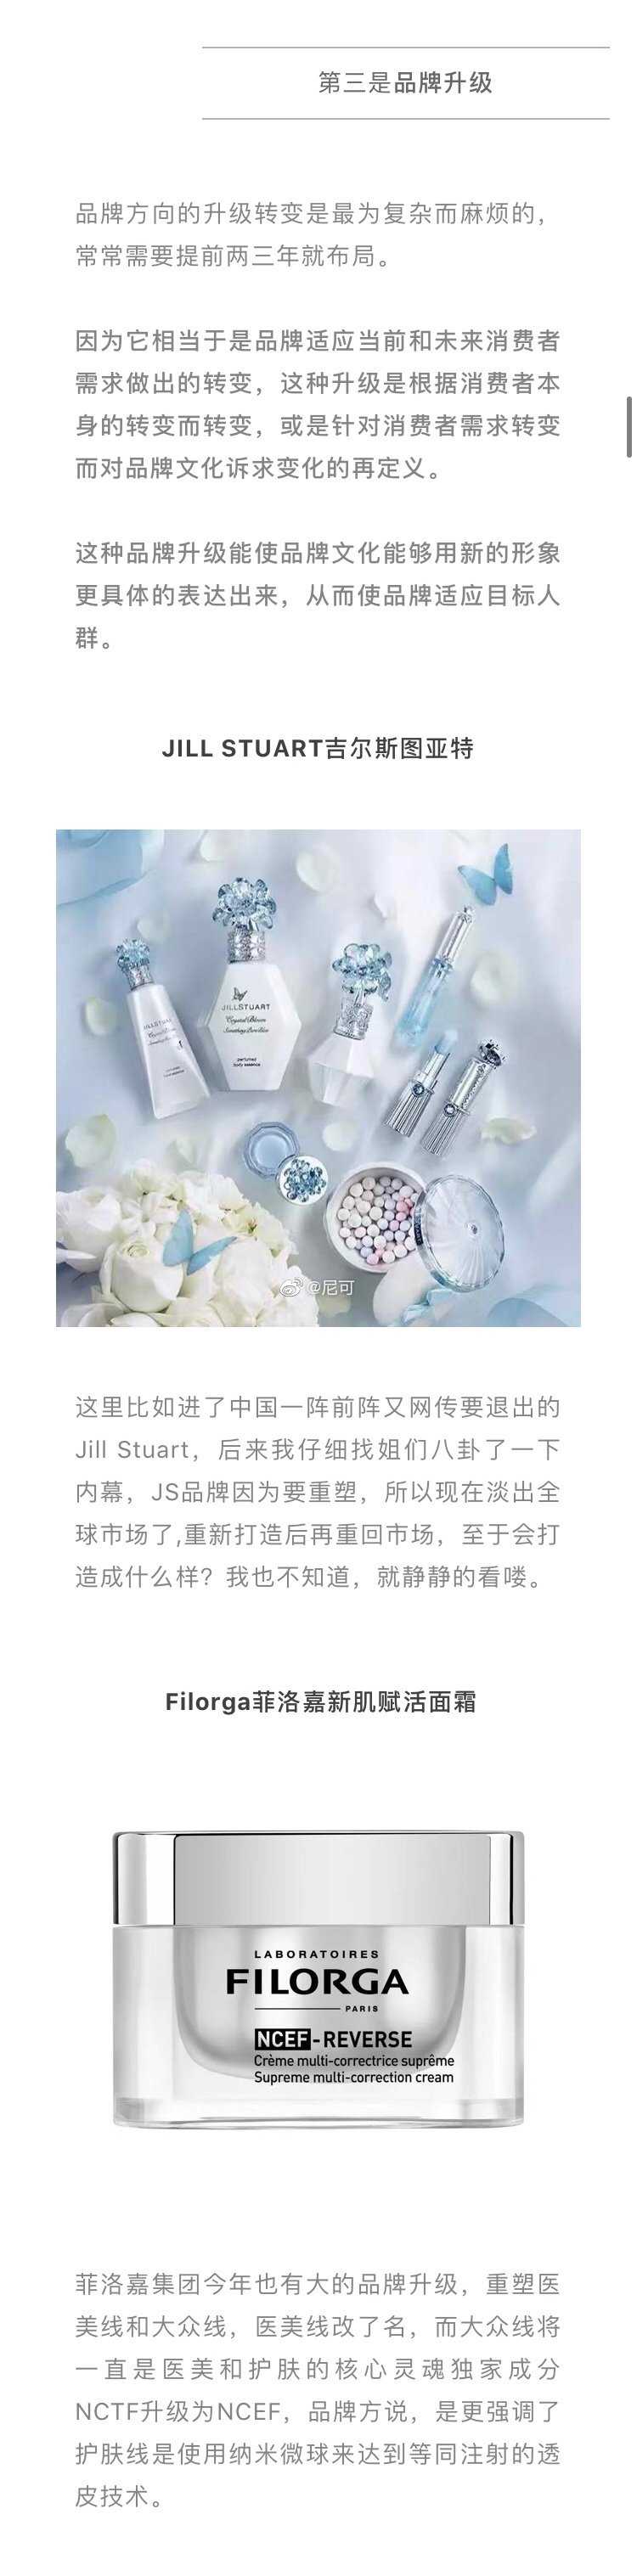 第三是品牌升级
品牌方向的升级转变是最为复杂而麻烦的，
常常需要提前两三年就布局。
因为它相当于是品牌适应当前和未来消费者
需求做出的转变，这种升级是根据消费者本
身的转变而转变，或是针对消费者需求转变
而对品牌文化诉求变化的再定义。
这种品牌升级能使品牌文化能够用新的形象
更具体的表达出来，从而使品牌适应目标人
群。
JILL STUART吉尔斯图亚特
JILLSTUART
JILLSTUART
Crystal Bloom
perfumed
body essence
@尼可
这里比如进了中国一阵前阵又网传要退出的
Jill Stuart，后来我仔细找姐们八卦了一下
内幕，JS品牌因为要重塑，所以现在淡出全
球市场了,重新打造后再重回市场，至于会打
造成什么样？我也不知道，就静静的看喽。
Filorga菲洛嘉新肌赋活面霜
LABORATOIRES
FILORGA
PARIS
NCEF-REVERSE
Crème multi-correctrice suprême
Supreme multi-correction cream
菲洛嘉集团今年也有大的品牌升级，重塑医
美线和大众线，医美线改了名，而大众线将
一直是医美和护肤的核心灵魂独家成分
NCTF升级为NCEF，品牌方说，是更强调了
护肤线是使用纳米微球来达到等同注射的透
皮技术。